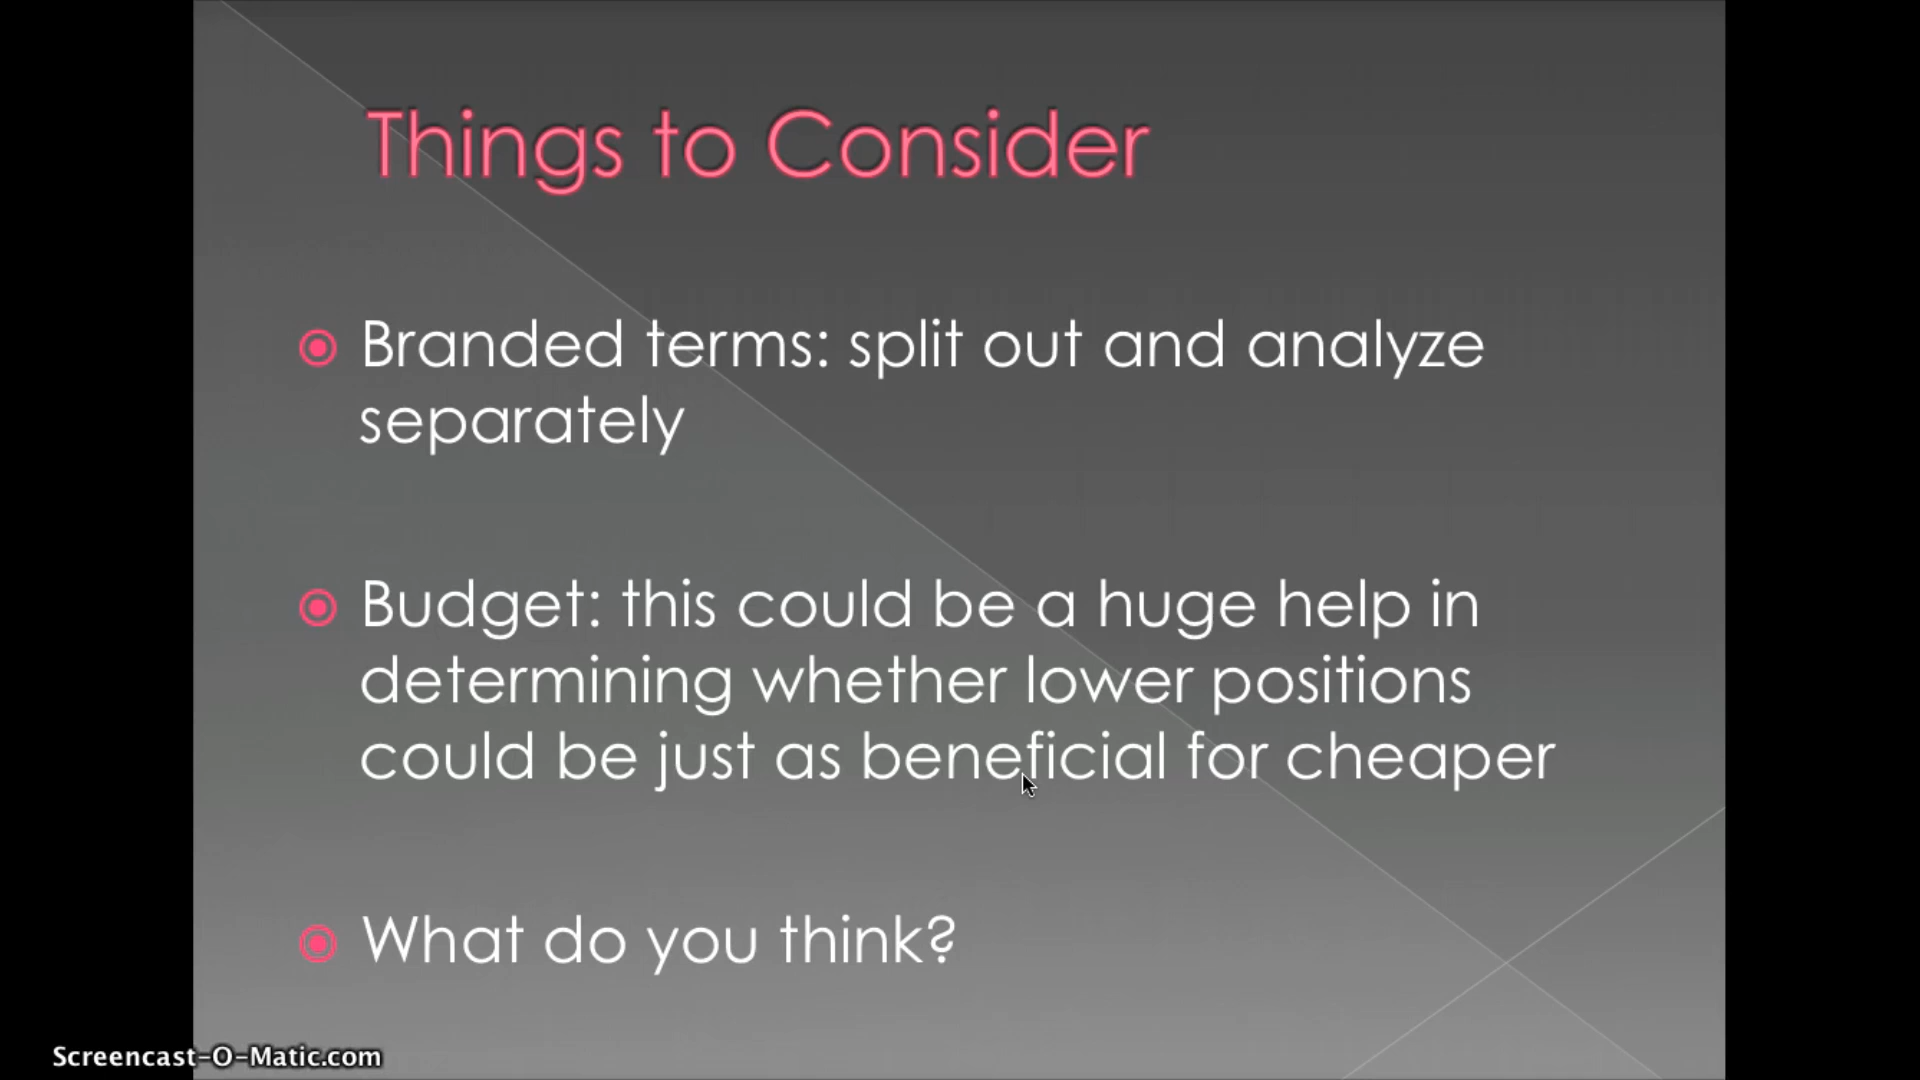 Things to Consider
Branded terms: split out and analyze
separately
Budget: this could be a huge help in
determining whether lower positions
could be just as beneficial for cheaper
What do you think?
Screencast-O-Matic.com